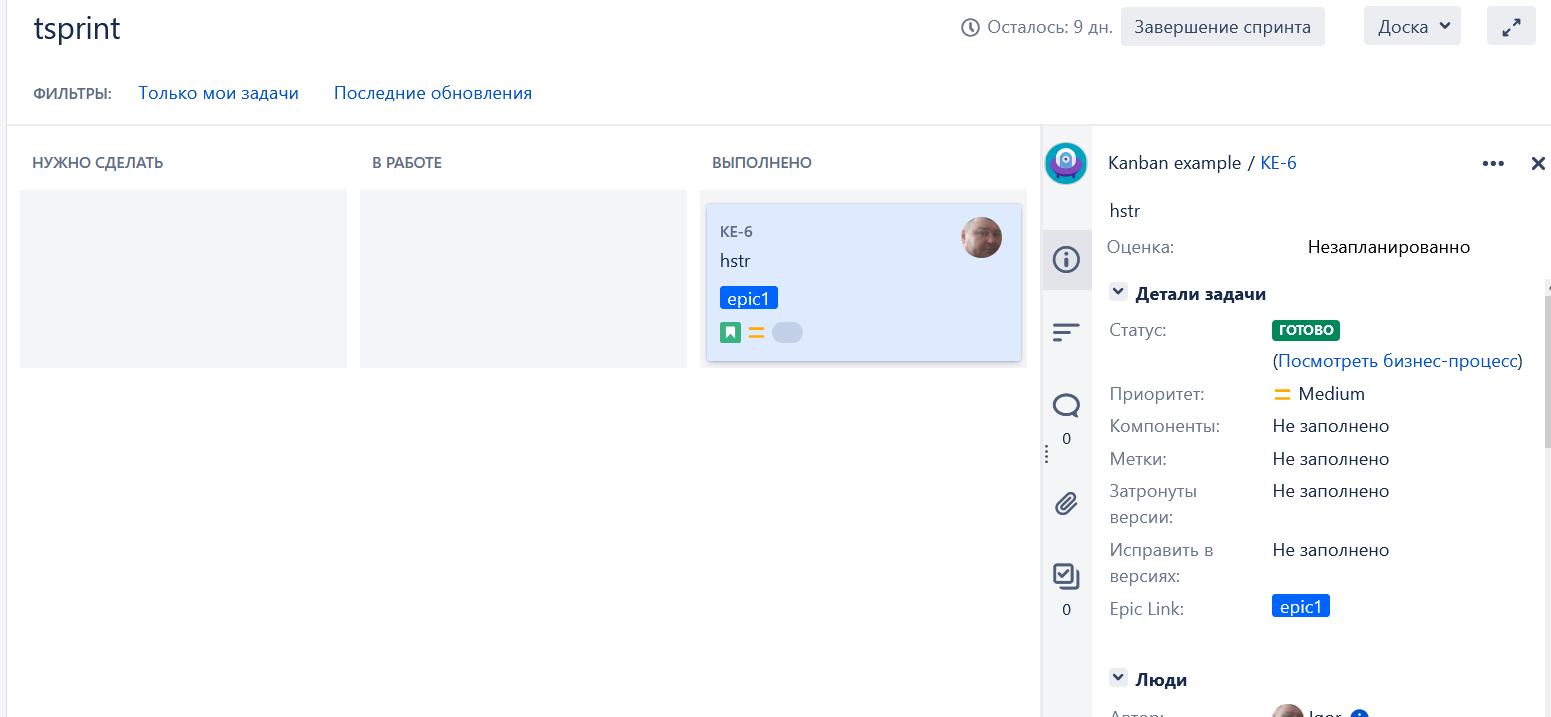 tsprint
Осталось: 9 дн.
Завершение спринта
Доска
ФИЛЬТРЫ:
Только мои задачи
Последние обновления
НУЖНО СДЕЛАТЬ
В РАБОТЕ
ВЫПОЛНЕНО
KE-6
hstr
epic1
Kanban example / KE-6
hstr
Оценка: Незапланированно
Детали задачи
Статус: ГОТОВО
(Посмотреть бизнес-процесс)
Приоритет: Medium
Компоненты: Не заполнено
Метки: Не заполнено
Затронуты Не заполнено
версии:
Исправить в Не заполнено
версиях:
Epic Link: epic1
0
0
Люди
Автор: Igor